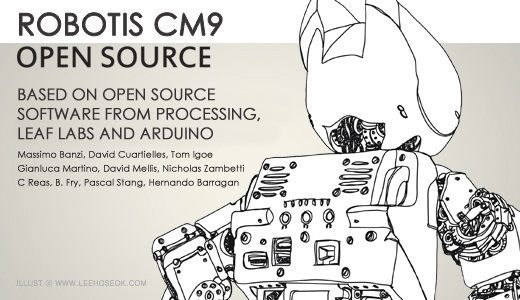 ROBOTIS CM9
OPEN SOURCE
BASED ON OPEN SOURCE
SOFTWARE FROM PROCESSING,
LEAF LABS AND ARDUINO
Massimo Banzi, David Cuartielles, Tom Igoe
Gianluca Martino, David Mellis, Nicholas Zambetti
C Reas, B. Fry, Pascal Stang, Hernando Barragan
ILLUST @ WWW.LEEHOSEOK.COM